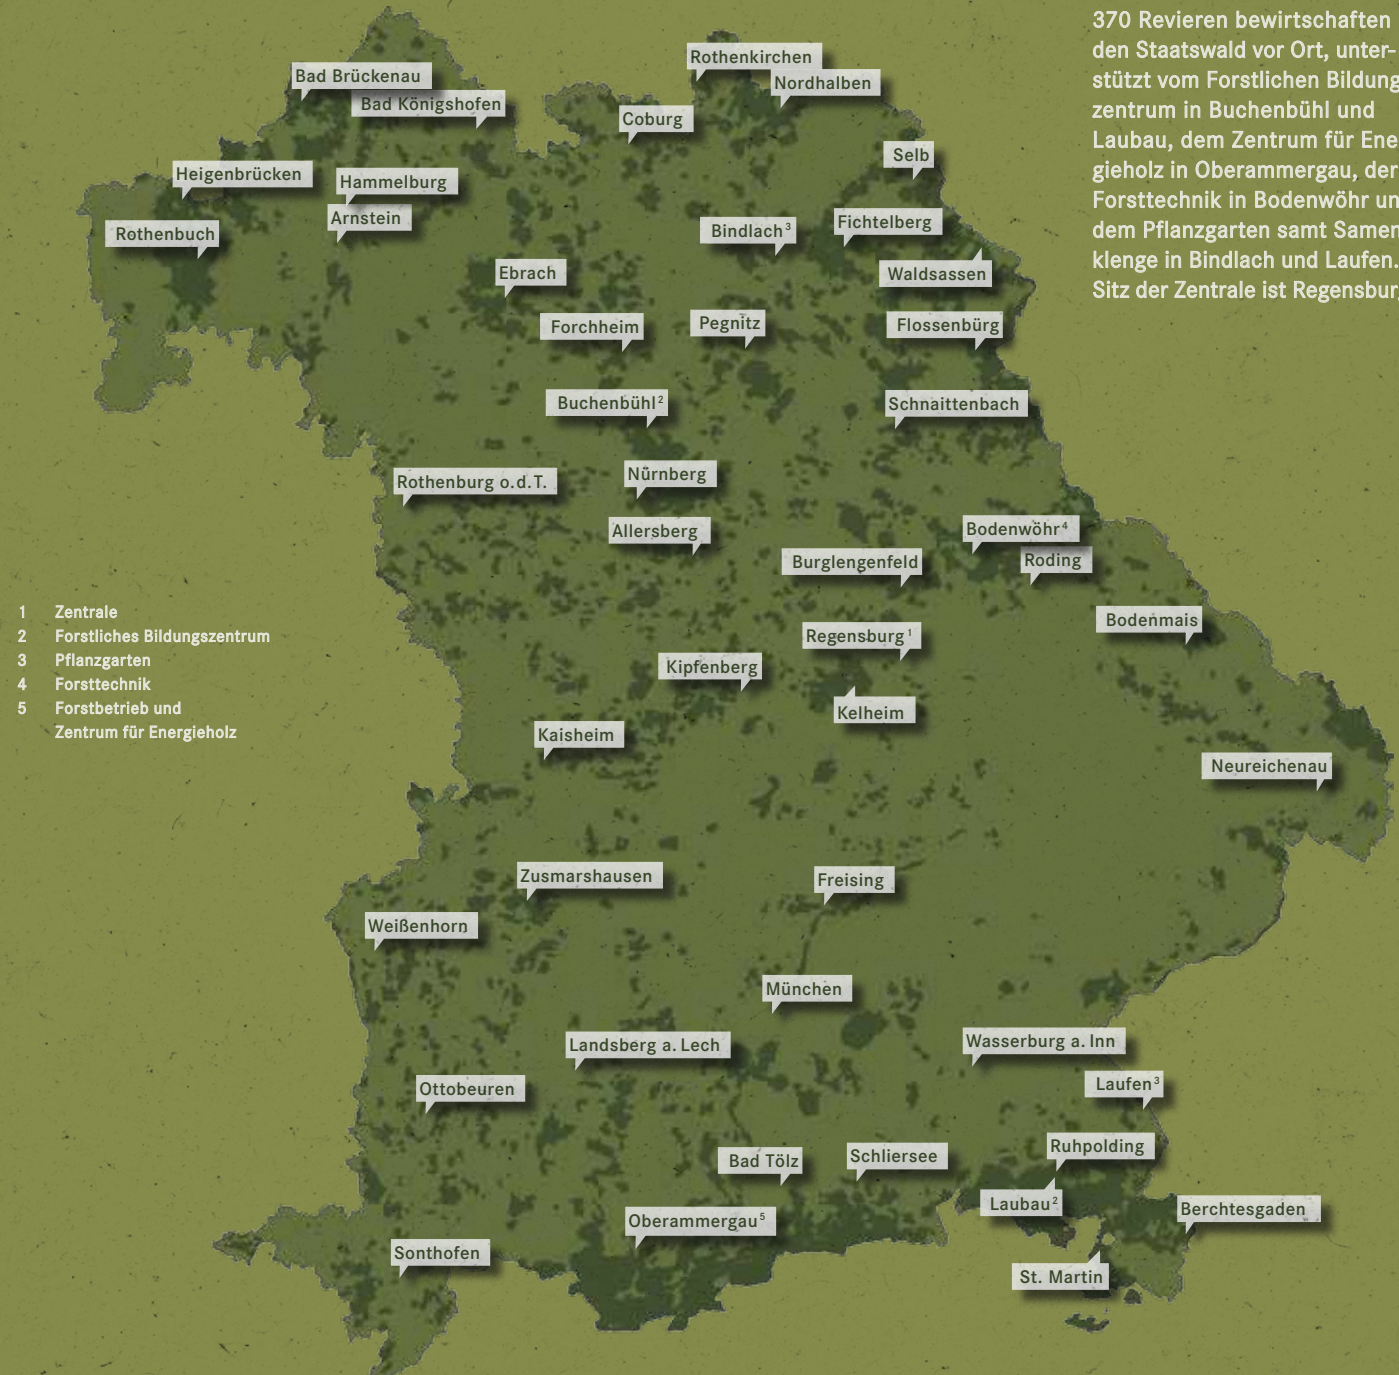 370 Revieren bewirtschaften
den Staatswald vor Ort, unter-
stützt vom Forstlichen Bildung
zentrum in Buchenbühl und
Laubau, dem Zentrum für Ene
gieholz in Oberammergau, der
Forsttechnik in Bodenwöhr un
dem Pflanzgarten samt Samen
klenge in Bindlach und Laufen.
Sitz der Zentrale ist Regensbur
Rothenkirchen
Bad Brückenau
Nordhalben
Bad Königshofen
Coburg
Selb
Heigenbrücken
Hammelburg
Arnstein
Fichtelberg
Bindlach³
Rothenbuch
Ebrach
Waldsassen
Pegnitz
Flossenbürg
Forchheim
Buchenbühl²
Schnaittenbach
Nürnberg
Rothenburg o.d.T.
Bodenwöhr⁴
Allersberg
Roding
Burglengenfeld
1 Zentrale
2 Forstliches Bildungszentrum
3 Pflanzgarten
4 Forsttechnik
5 Forstbetrieb und
Zentrum für Energieholz
Bodenmais
Regensburg¹
Kipfenberg
Kelheim
Kaisheim
Neureichenau
Zusmarshausen
Freising
Weißenhorn
München
Wasserburg a. Inn
Landsberg a. Lech
Laufen³
Ottobeuren
Ruhpolding
Schliersee
Bad Tölz
Laubau²
Berchtesgaden
Oberammergau⁵
Sonthofen
St. Martin